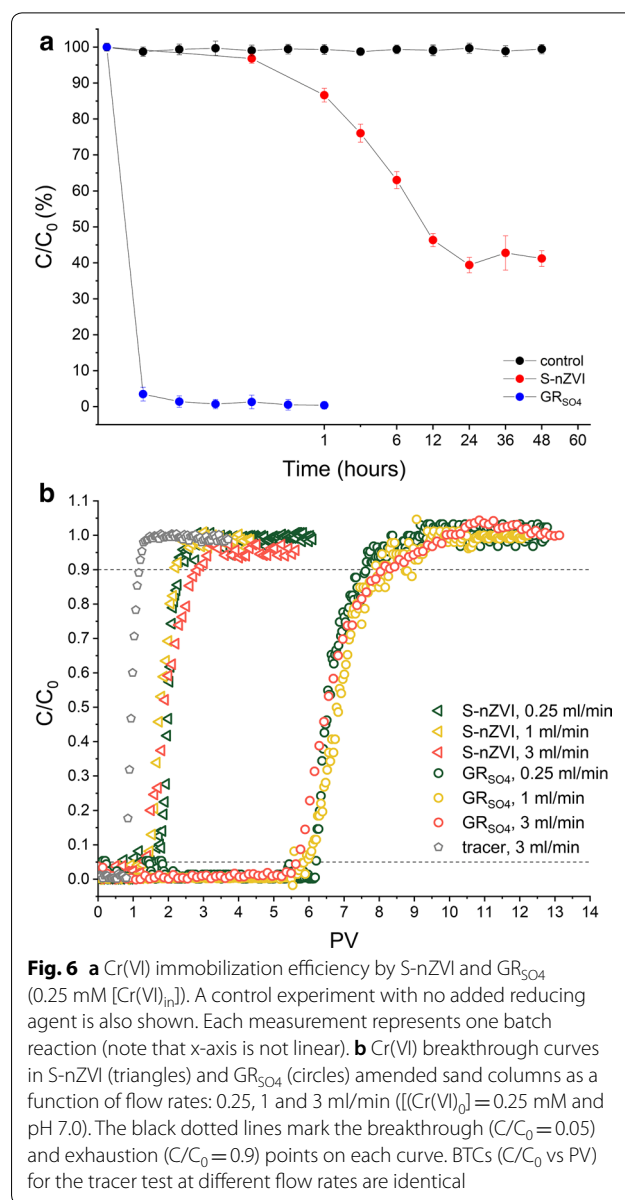 a
100
90
80
70
60
50
40
30
20
10
0
C/C₀ (%)
control
S-nZVI
GR_SO4
1 6 12 24 36 48 60
Time (hours)
b
1.1
1.0
0.9
0.8
0.7
0.6
0.5
0.4
0.3
0.2
0.1
0.0
C/C₀
S-nZVI, 0.25 ml/min
S-nZVI, 1 ml/min
S-nZVI, 3 ml/min
GR_SO4, 0.25 ml/min
GR_SO4, 1 ml/min
GR_SO4, 3 ml/min
tracer, 3 ml/min
0 1 2 3 4 5 6 7 8 9 10 11 12 13 14
PV
Fig. 6 a Cr(VI) immobilization efficiency by S-nZVI and GR_SO4
(0.25 mM [Cr(VI)_in]). A control experiment with no added reducing
agent is also shown. Each measurement represents one batch
reaction (note that x-axis is not linear). b Cr(VI) breakthrough curves
in S-nZVI (triangles) and GR_SO4 (circles) amended sand columns as a
function of flow rates: 0.25, 1 and 3 ml/min ([(Cr(VI)₀] = 0.25 mM and
pH 7.0). The black dotted lines mark the breakthrough (C/C₀ = 0.05)
and exhaustion (C/C₀ = 0.9) points on each curve. BTCs (C/C₀ vs PV)
for the tracer test at different flow rates are identical